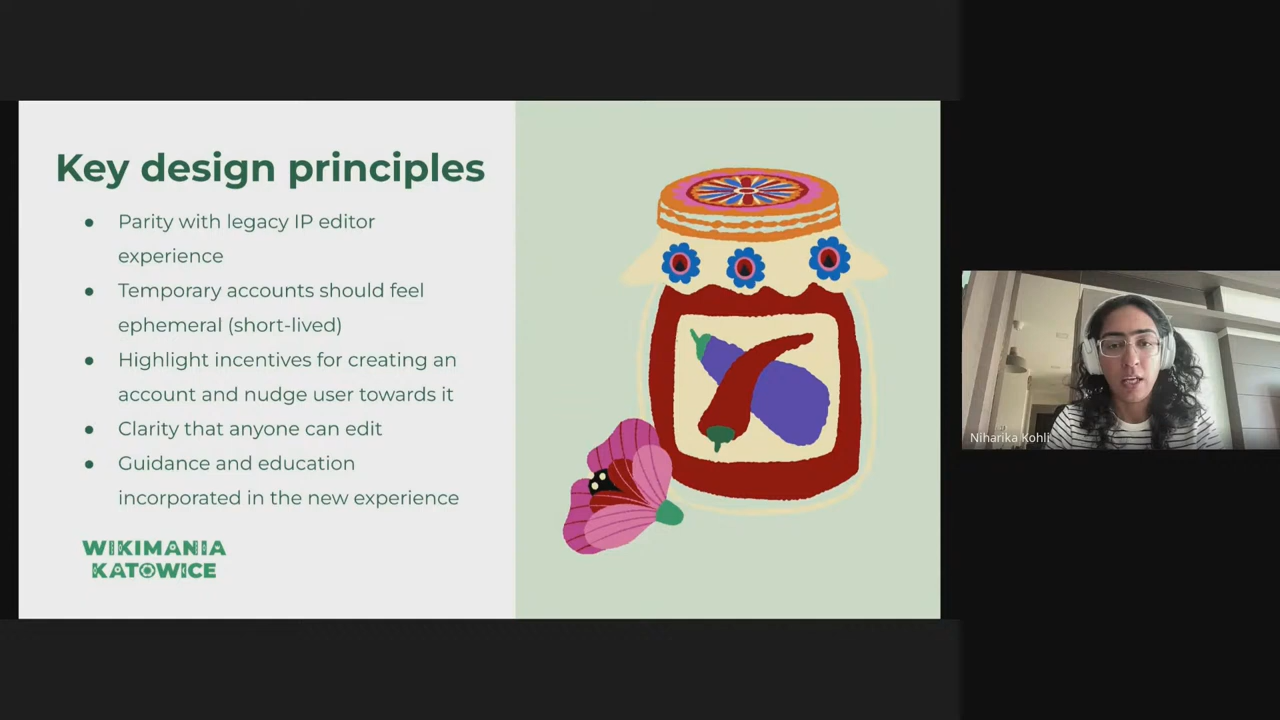 Key design principles
● Parity with legacy IP editor
experience
● Temporary accounts should feel
ephemeral (short-lived)
● Highlight incentives for creating an
account and nudge user towards it
● Clarity that anyone can edit
● Guidance and education
incorporated in the new experience
WIKIMANIA
KATOWICE
Niharika Kohli